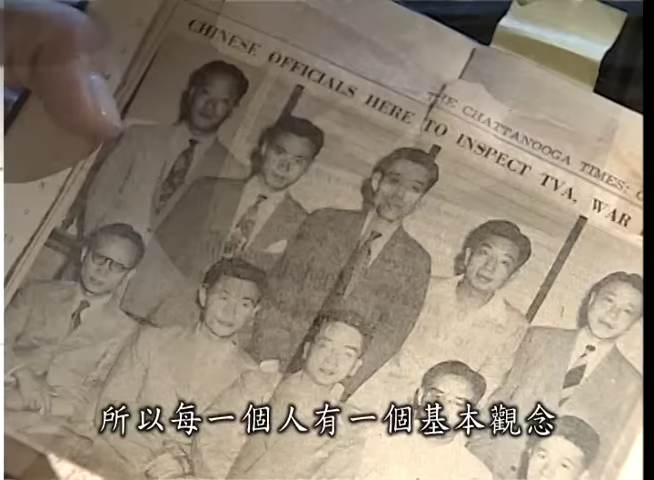 THE CHATTANOOGA TIMES:
CHINESE OFFICIALS HERE TO INSPECT TVA, WAR
所以每一個人有一個基本觀念